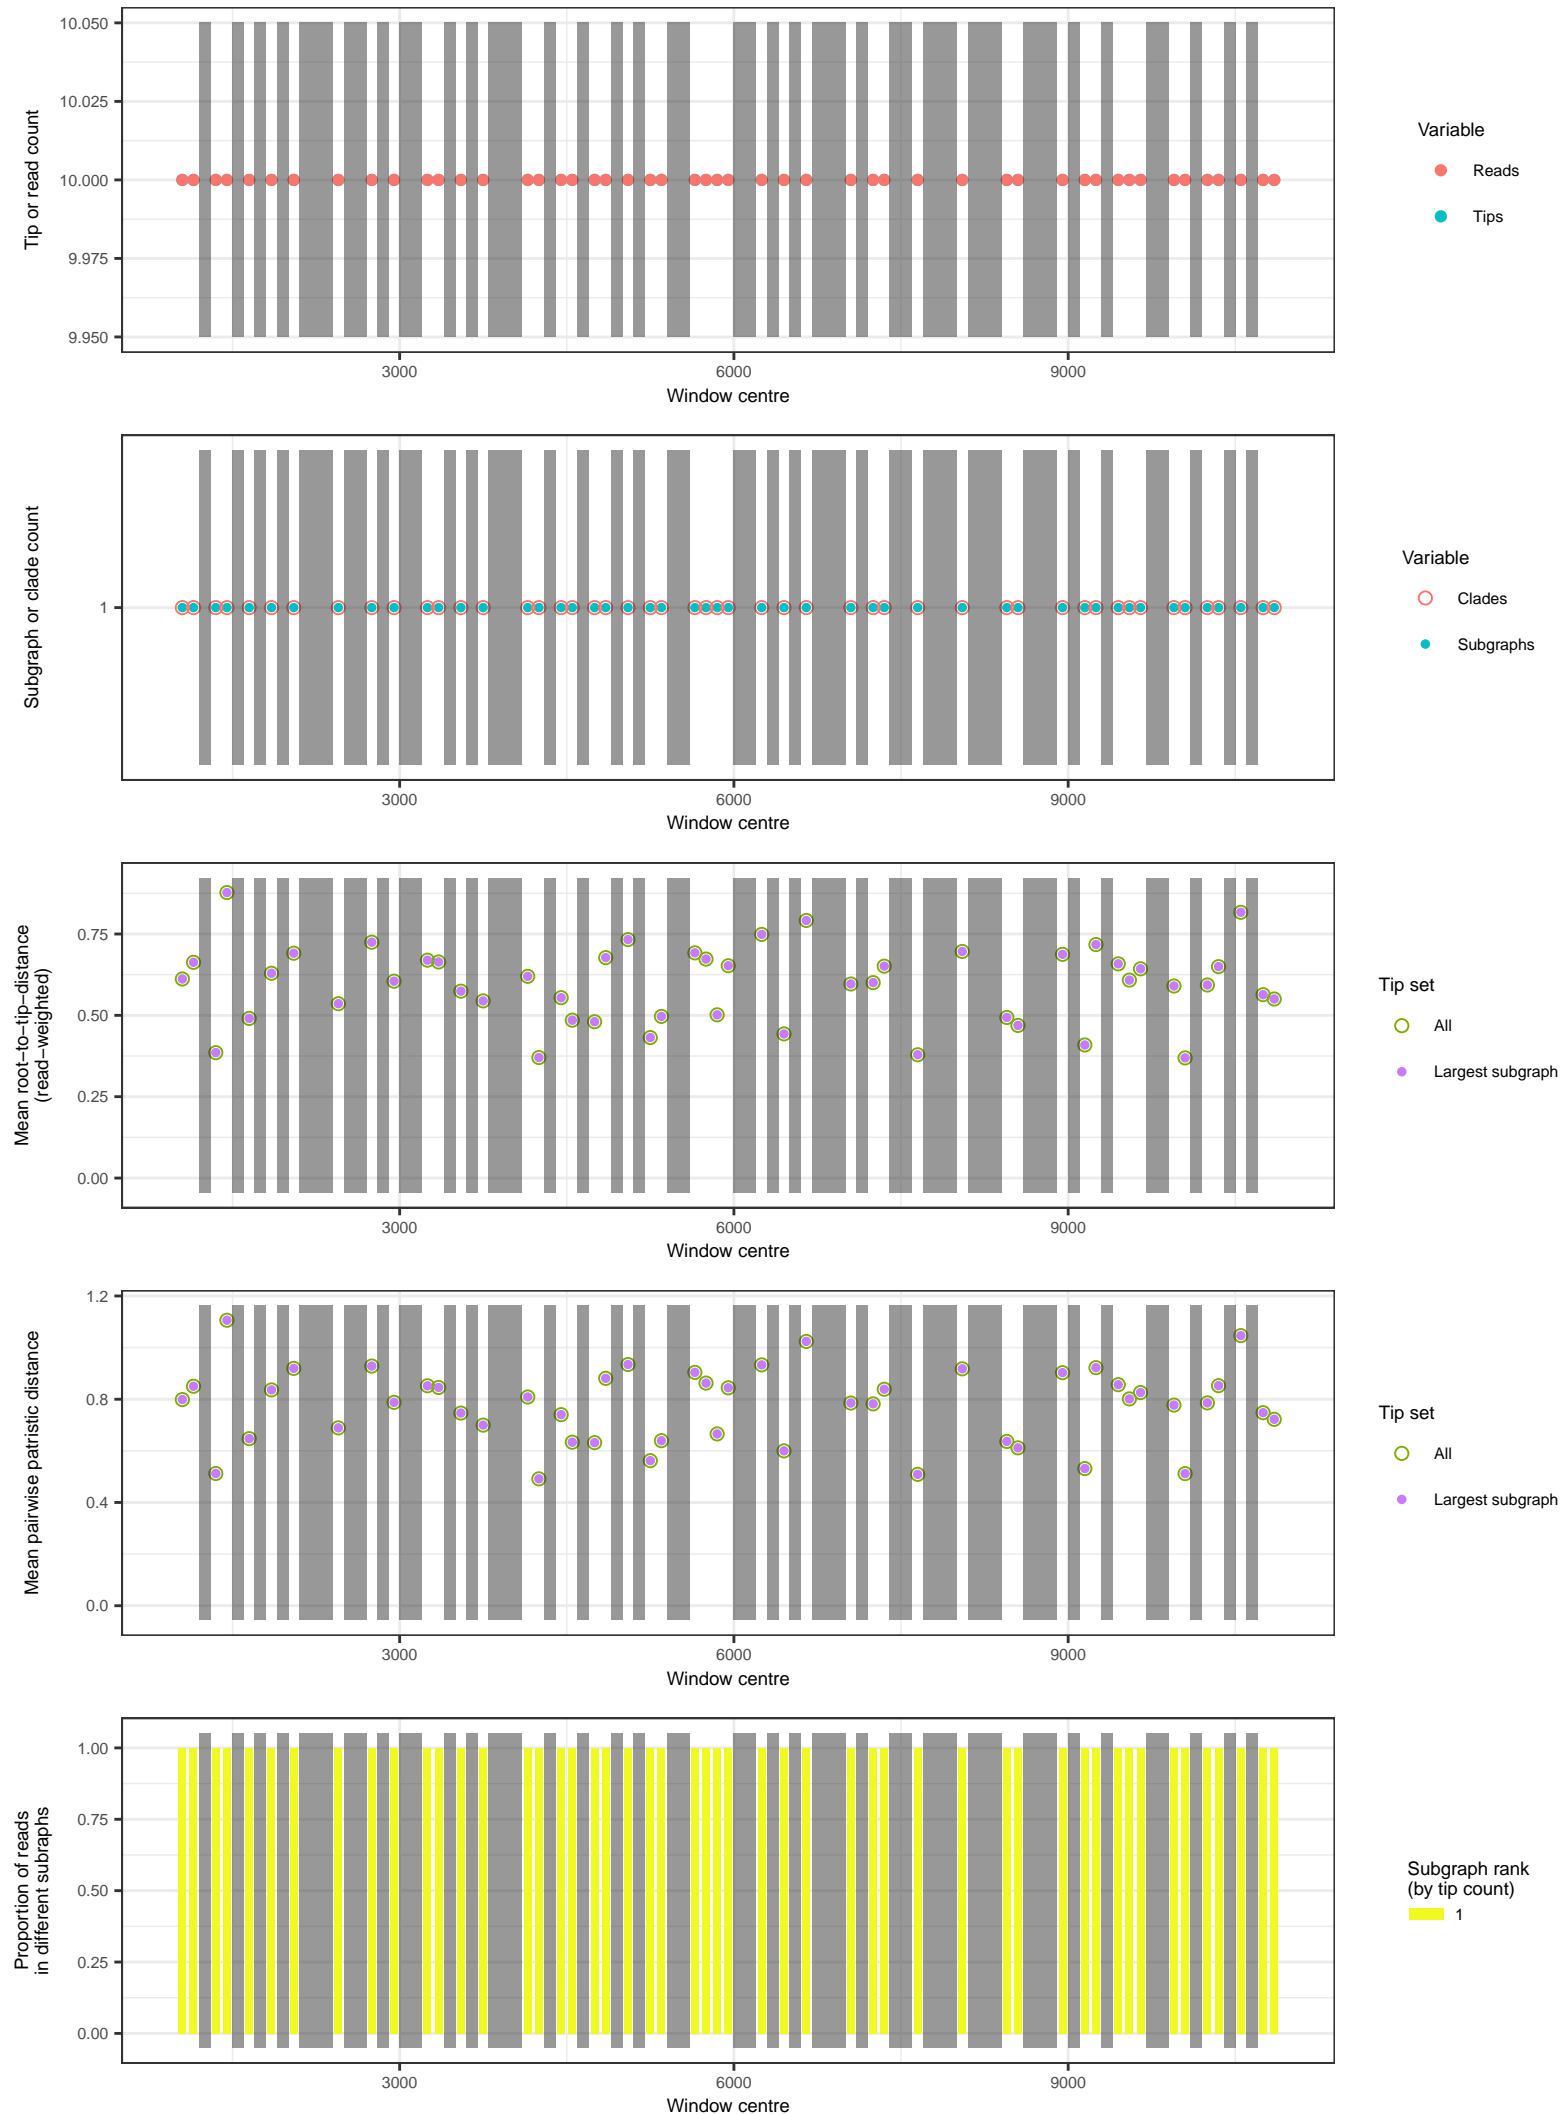 10.050
10.025
10.000
9.975
9.950
Tip or read count
3000
6000
9000
Window centre
Variable
Reads
Tips
1
Subgraph or clade count
3000
6000
9000
Window centre
Variable
Clades
Subgraphs
0.75
0.50
0.25
0.00
Mean root−to−tip−distance
(read−weighted)
3000
6000
9000
Window centre
Tip set
All
Largest subgraph
1.2
0.8
0.4
0.0
Mean pairwise patristic distance
3000
6000
9000
Window centre
Tip set
All
Largest subgraph
1.00
0.75
0.50
0.25
0.00
Proportion of reads
in different subraphs
3000
6000
9000
Window centre
Subgraph rank
(by tip count)
1